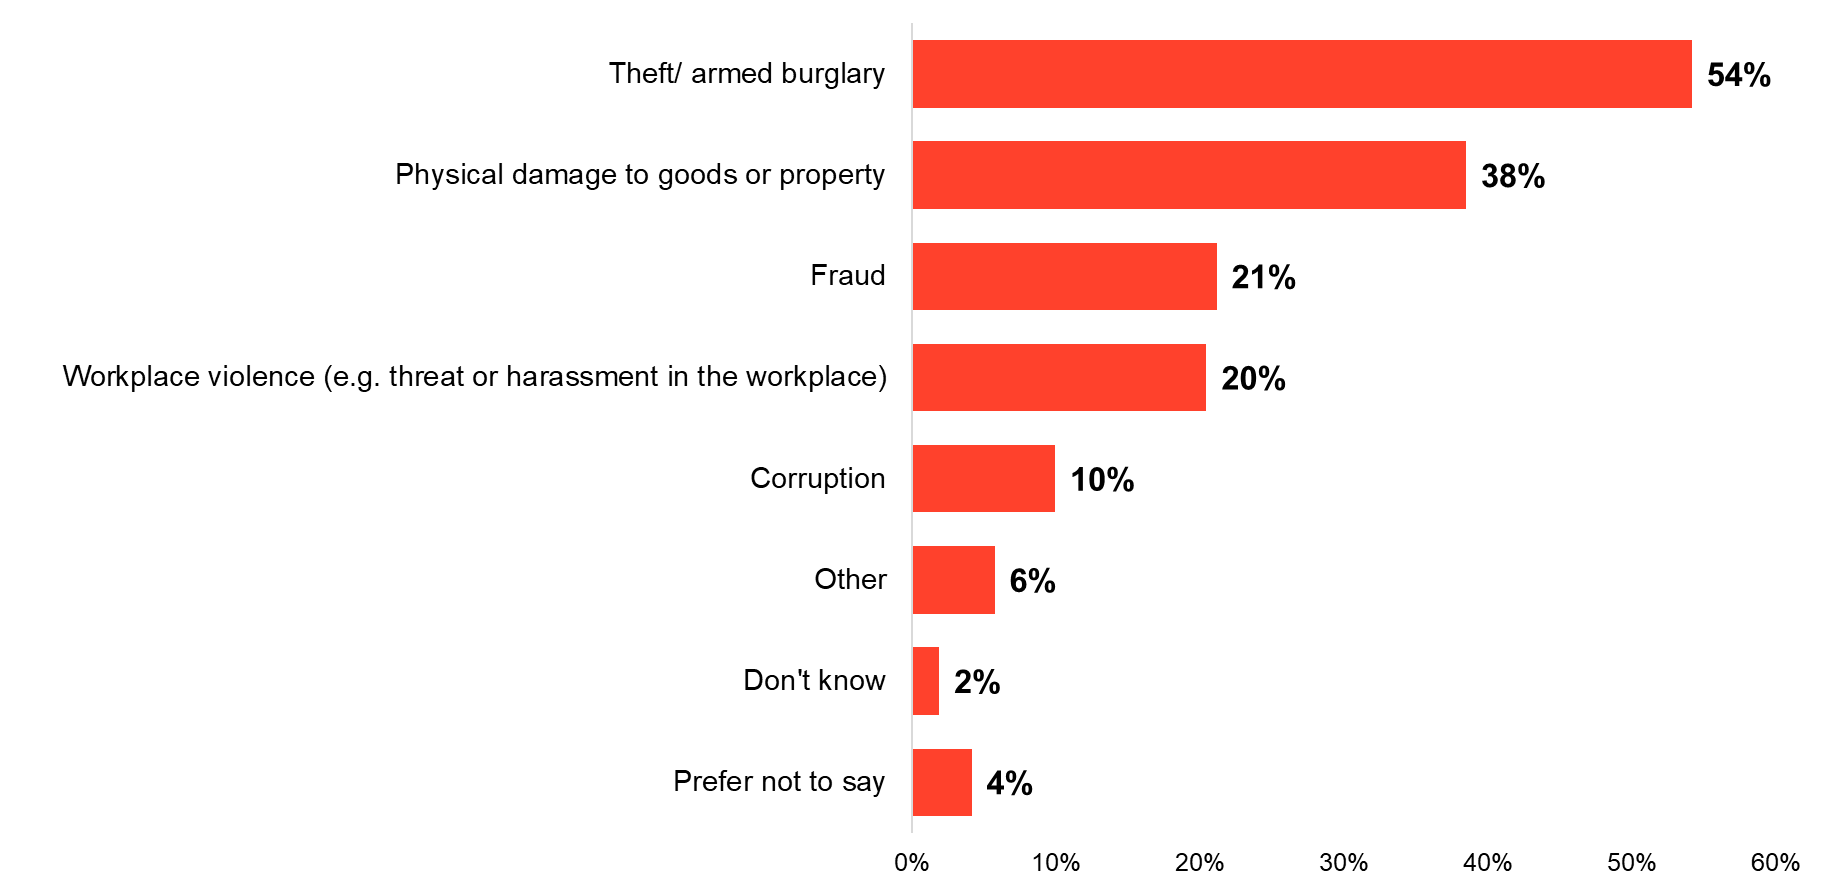 Theft/ armed burglary 54%
Physical damage to goods or property 38%
Fraud 21%
Workplace violence (e.g. threat or harassment in the workplace) 20%
Corruption 10%
Other 6%
Don't know 2%
Prefer not to say 4%
0% 10% 20% 30% 40% 50% 60%